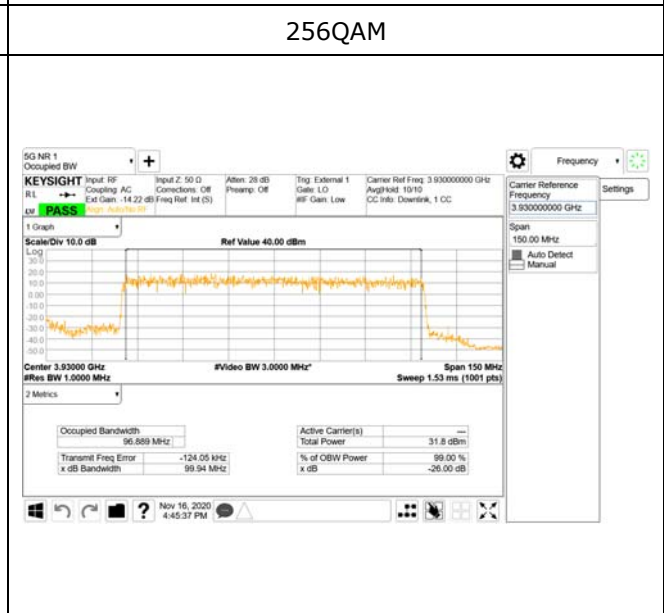 256QAM
5G NR 1
Occupied BW
Frequency
KEYSIGHT
RL
PASS
Input: RF
Coupling: AC
Ext Gain: -14.22 dB
Align: Auto/No RF
Input Z: 50 Ω
Corrections: Off
Freq Ref: Int (S)
Atten: 28 dB
Preamp: Off
Trig: External 1
Gate: LO
#IF Gain: Low
Carrier Ref Freq: 3.930000000 GHz
Avg|Hold: 10/10
CC Info: Downlink, 1 CC
Carrier Reference
Frequency
3.930000000 GHz
Settings
Span
150.00 MHz
Auto Detect
Manual
1 Graph
Scale/Div 10.0 dB
Ref Value 40.00 dBm
Log
30.0
20.0
10.0
0.00
-10.0
-20.0
-30.0
-40.0
-50.0
Center 3.93000 GHz
#Video BW 3.0000 MHz*
Span 150 MHz
#Res BW 1.0000 MHz
Sweep 1.53 ms (1001 pts)
2 Metrics
Occupied Bandwidth
96.889 MHz
Transmit Freq Error -124.05 kHz
x dB Bandwidth 99.94 MHz
Active Carrier(s) ---
Total Power 31.8 dBm
% of OBW Power 99.00 %
x dB -26.00 dB
?
Nov 16, 2020
4:45:37 PM